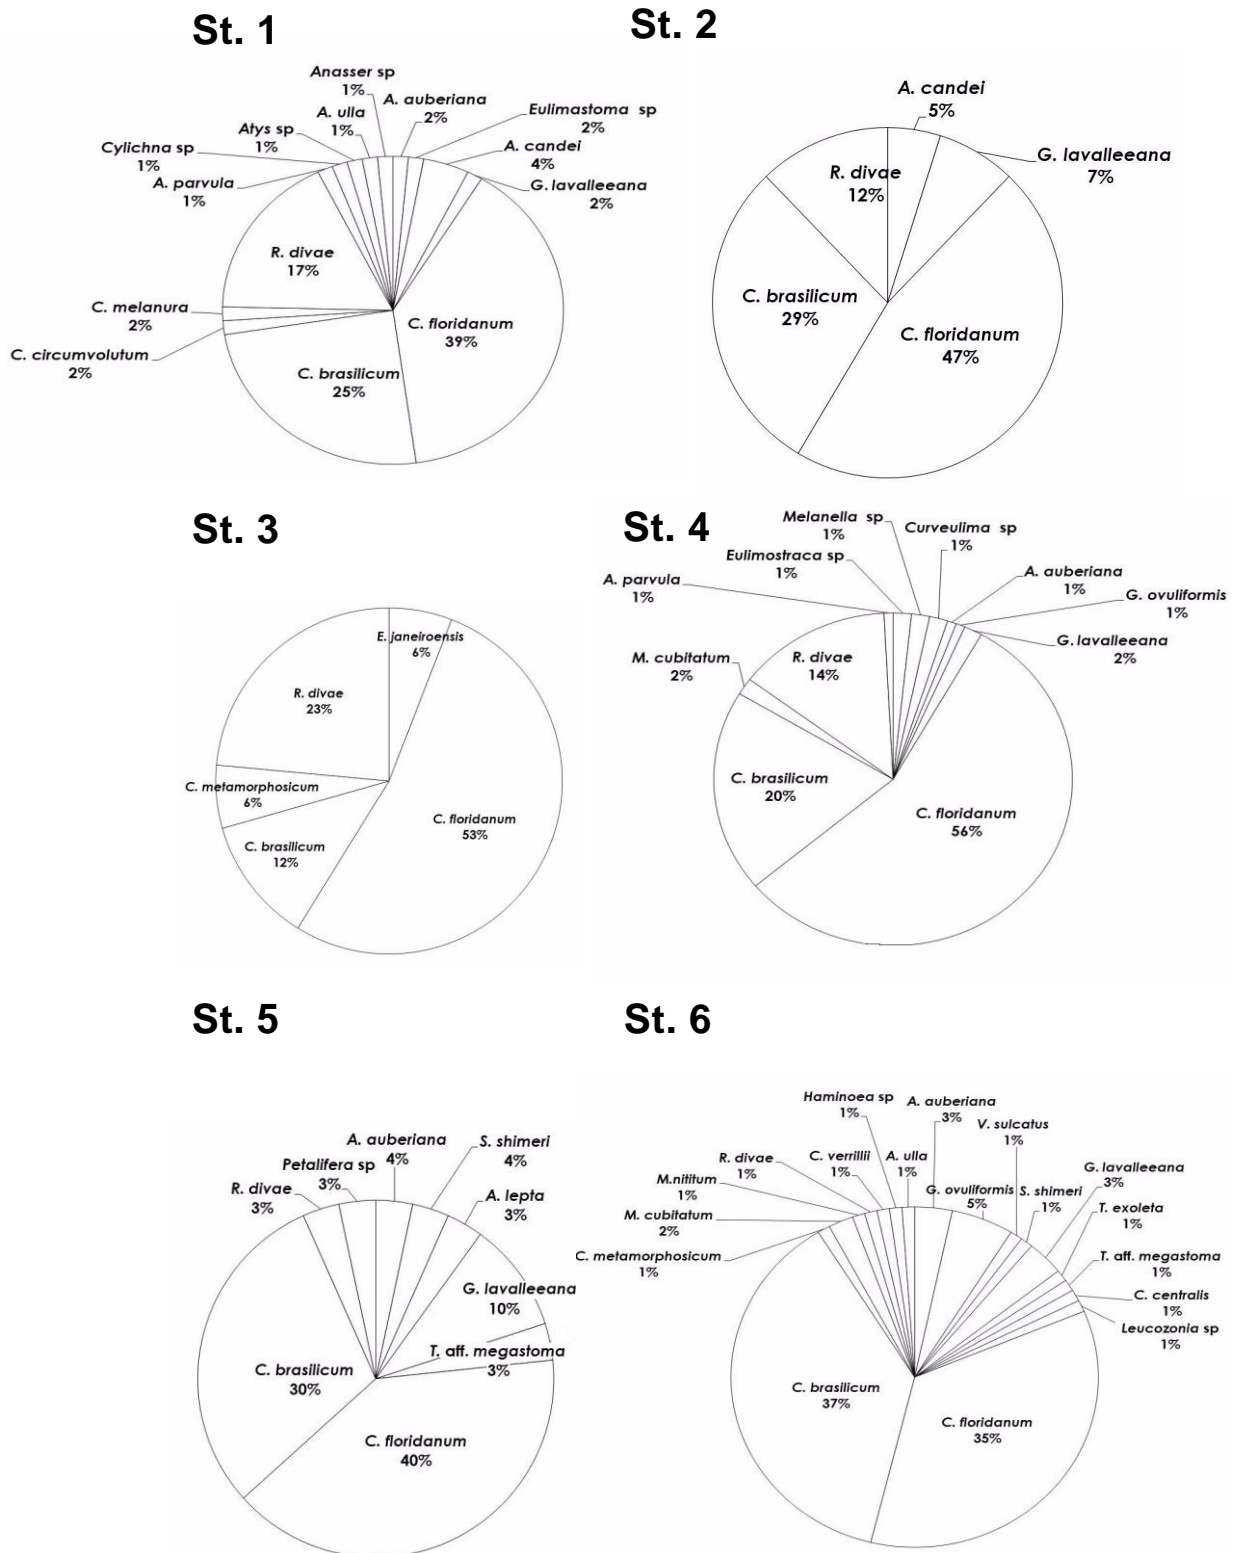 St. 1
Anasser sp
1%
A. auberiana
2%
A. ulla
1%
Eulimastoma sp
2%
Atys sp
1%
A. candei
4%
Cylichna sp
1%
G. lavalleeana
2%
A. parvula
1%
R. divae
17%
C. melanura
2%
C. floridanum
39%
C. circumvolutum
2%
C. brasilicum
25%
St. 2
A. candei
5%
G. lavalleeana
7%
R. divae
12%
C. brasilicum
29%
C. floridanum
47%
St. 3
E. janeiroensis
6%
R. divae
23%
C. metamorphosicum
6%
C. floridanum
53%
C. brasilicum
12%
St. 4
Melanella sp
1%
Curveulima sp
1%
Eulimostraca sp
1%
A. auberiana
1%
A. parvula
1%
G. ovuliformis
1%
G. lavalleeana
2%
M. cubitatum
2%
R. divae
14%
C. brasilicum
20%
C. floridanum
56%
St. 5
A. auberiana
4%
S. shimeri
4%
Petalifera sp
3%
R. divae
3%
A. lepta
3%
G. lavalleeana
10%
T. aff. megastoma
3%
C. brasilicum
30%
C. floridanum
40%
St. 6
Haminoea sp
1%
A. auberiana
3%
V. sulcatus
1%
R. divae
1%
C. verrillii
1%
A. ulla
1%
G. lavalleeana
3%
M.nititum
1%
G. ovuliformis
5%
S. shimeri
1%
T. exoleta
1%
M. cubitatum
2%
C. metamorphosicum
1%
T. aff. megastoma
1%
C. centralis
1%
Leucozonia sp
1%
C. brasilicum
37%
C. floridanum
35%